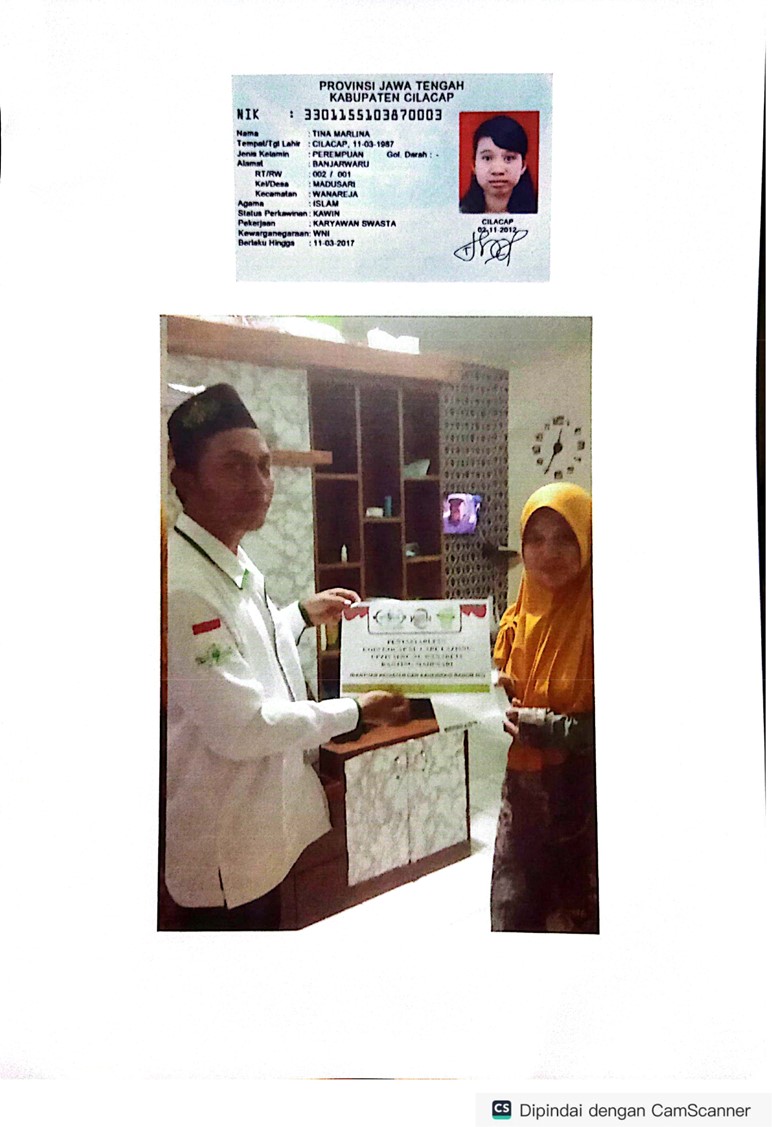 PROVINSI JAWA TENGAH
KABUPATEN CILACAP
NIK : 3301155103870003
Nama : TINA MARLINA
Tempat/Tgl Lahir : CILACAP, 11-03-1987
Jenis Kelamin : PEREMPUAN Gol. Darah : -
Alamat : BANJARWARU
RT/RW : 002 / 001
Kel/Desa : MADUSARI
Kecamatan : WANAREJA
Agama : ISLAM
Status Perkawinan: KAWIN
Pekerjaan : KARYAWAN SWASTA
Kewarganegaraan: WNI
Berlaku Hingga : 11-03-2017
CILACAP
02-11-2012
CS Dipindai dengan CamScanner